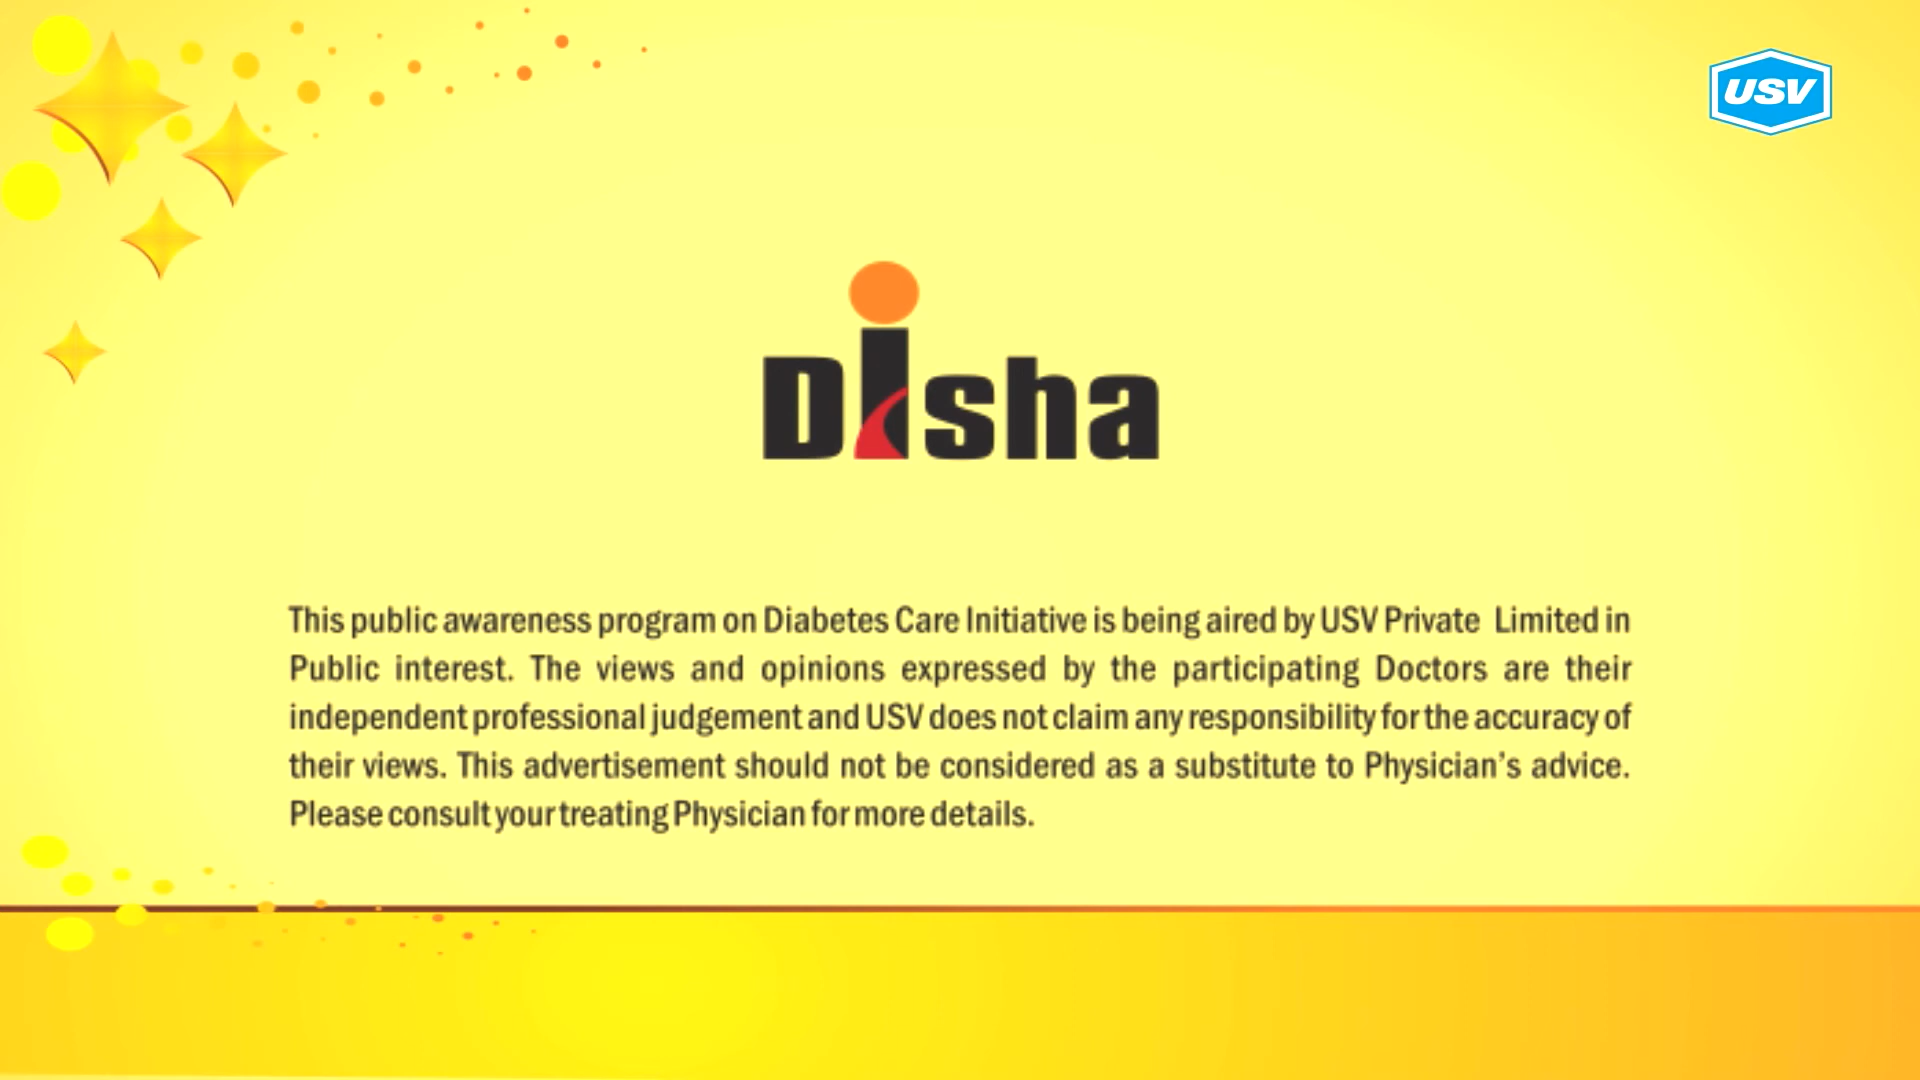 USV
Disha
This public awareness program on Diabetes Care Initiative is being aired by USV Private Limited in
Public interest. The views and opinions expressed by the participating Doctors are their
independent professional judgement and USV does not claim any responsibility for the accuracy of
their views. This advertisement should not be considered as a substitute to Physician’s advice.
Please consult your treating Physician for more details.